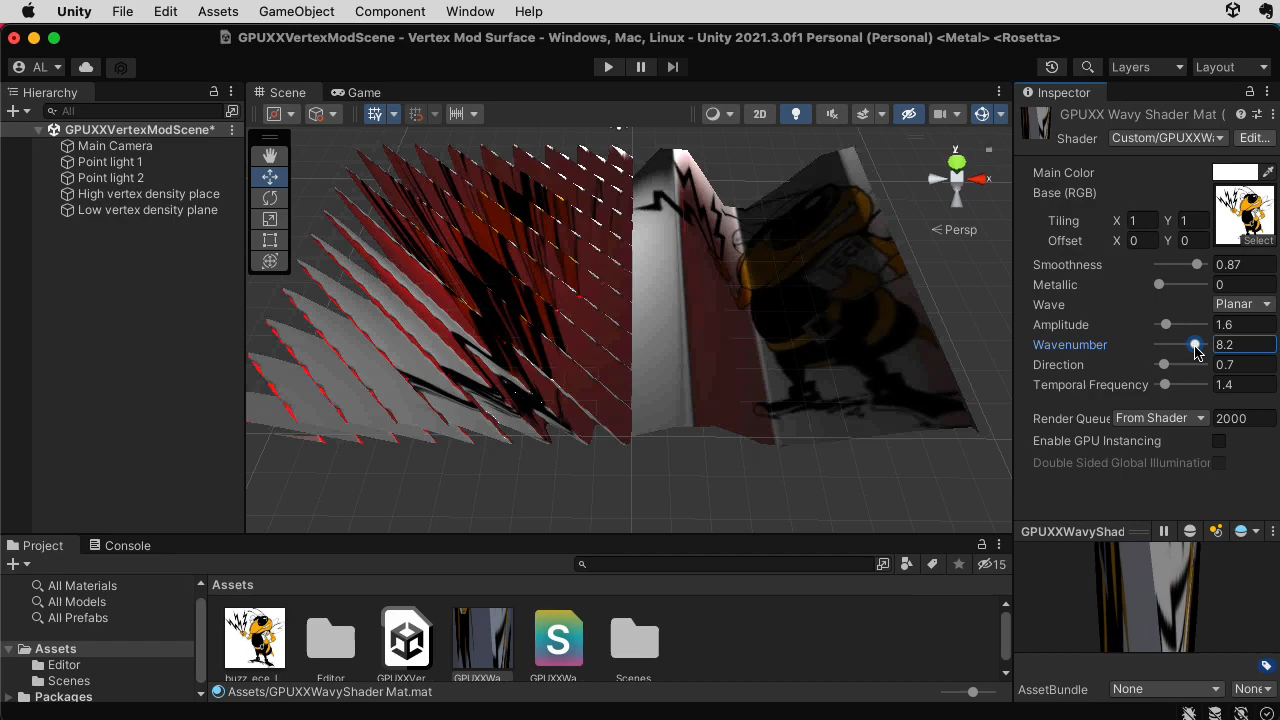 Unity File Edit Assets GameObject Component Window Help
GPUXXVertexModScene - Vertex Mod Surface - Windows, Mac, Linux - Unity 2021.3.0f1 Personal (Personal) <Metal> <Rosetta>
AL Layers Layout
Hierarchy Scene Game Inspector
All
2D
GPUXX Wavy Shader Mat (
Shader Custom/GPUXXWa Edit...
GPUXXVertexModScene*
Main Camera
Point light 1
Point light 2
High vertex density place
Low vertex density plane
y
x
Persp
Main Color
Base (RGB)
Tiling X 1 Y 1
Offset X 0 Y 0
Select
Smoothness 0.87
Metallic 0
Wave Planar
Amplitude 1.6
Wavenumber 8.2
Direction 0.7
Temporal Frequency 1.4
Render Queue From Shader 2000
Enable GPU Instancing
Double Sided Global Illumination
Project Console
15
All Materials
All Models
All Prefabs
Assets
Editor
Scenes
Packages
Assets
S
buzz_ece_l Editor GPUXXVer GPUXXWa GPUXXWa Scenes
Assets/GPUXXWavyShader Mat.mat
GPUXXWavyShad
AssetBundle None None